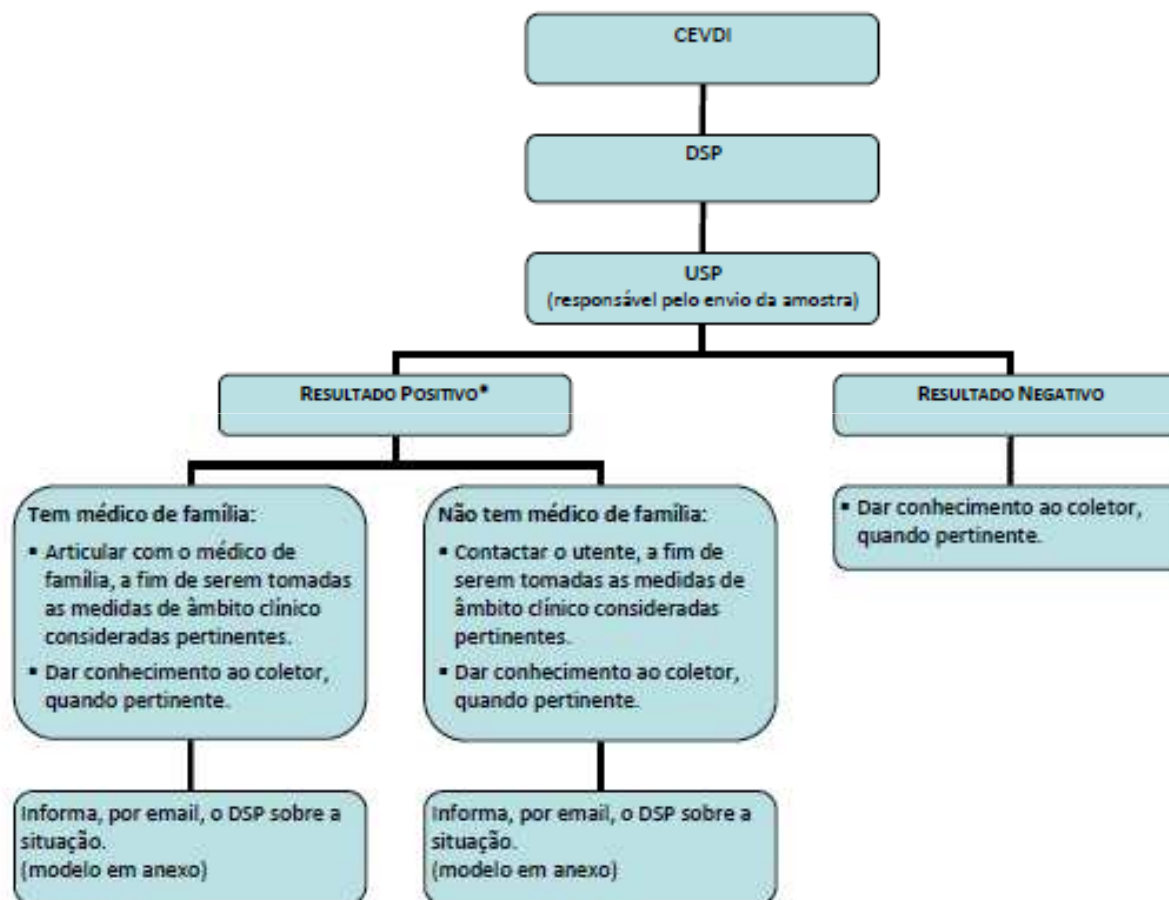 CEVDI
DSP
USP
(responsável pelo envio da amostra)
RESULTADO POSITIVO*
RESULTADO NEGATIVO
Tem médico de família:
▪ Articular com o médico de
família, a fim de serem tomadas
as medidas de âmbito clínico
consideradas pertinentes.
▪ Dar conhecimento ao coletor,
quando pertinente.
Não tem médico de família:
▪ Contactar o utente, a fim de
serem tomadas as medidas de
âmbito clínico consideradas
pertinentes.
▪ Dar conhecimento ao coletor,
quando pertinente.
▪ Dar conhecimento ao coletor,
quando pertinente.
Informa, por email, o DSP sobre a
situação.
(modelo em anexo)
Informa, por email, o DSP sobre a
situação.
(modelo em anexo)